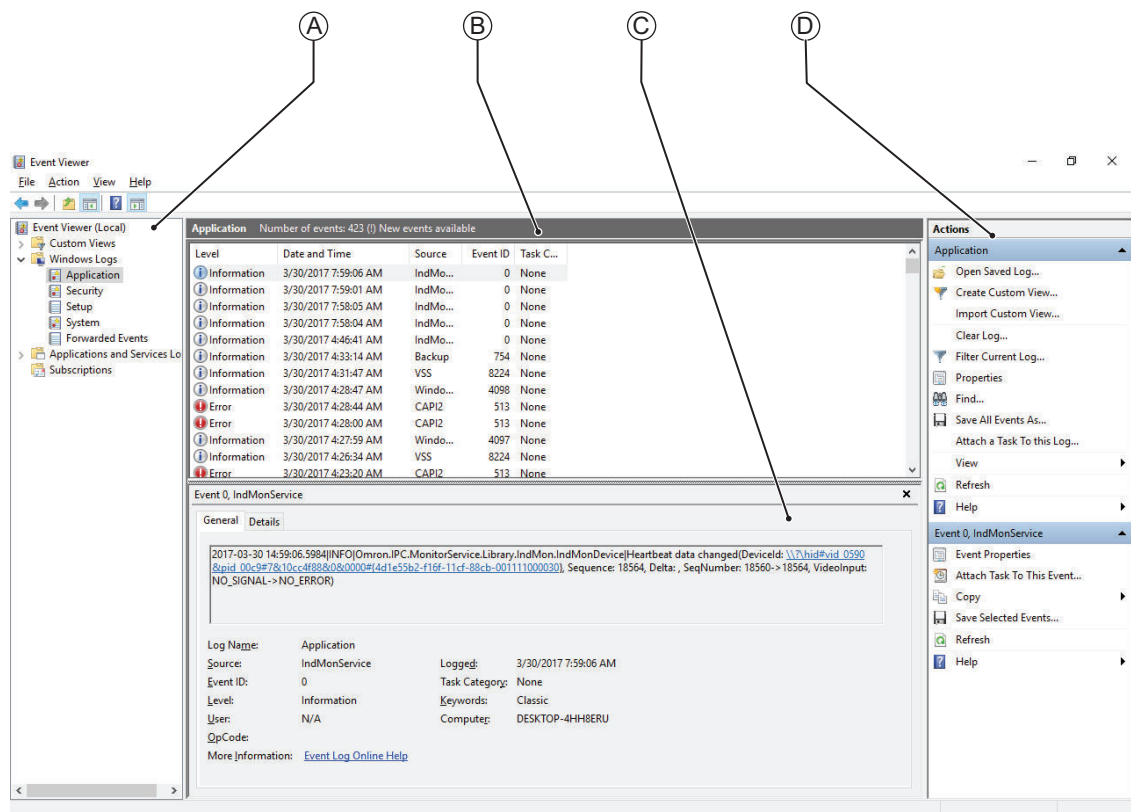 A B C D
Event Viewer
File Action View Help
Event Viewer (Local)
Custom Views
Windows Logs
Application
Security
Setup
System
Forwarded Events
Applications and Services Lo
Subscriptions
Application Number of events: 423 (!) New events available
Level Date and Time Source Event ID Task C...
Information 3/30/2017 7:59:06 AM IndMo... 0 None
Information 3/30/2017 7:59:01 AM IndMo... 0 None
Information 3/30/2017 7:58:05 AM IndMo... 0 None
Information 3/30/2017 7:58:04 AM IndMo... 0 None
Information 3/30/2017 4:46:41 AM IndMo... 0 None
Information 3/30/2017 4:33:14 AM Backup 754 None
Information 3/30/2017 4:31:47 AM VSS 8224 None
Information 3/30/2017 4:28:47 AM Windo... 4098 None
Error 3/30/2017 4:28:44 AM CAPI2 513 None
Error 3/30/2017 4:28:00 AM CAPI2 513 None
Information 3/30/2017 4:27:59 AM Windo... 4097 None
Information 3/30/2017 4:26:34 AM VSS 8224 None
Error 3/30/2017 4:23:20 AM CAPI2 513 None
Event 0, IndMonService
General Details
2017-03-30 14:59:06.5984|INFO|Omron.IPC.MonitorService.Library.IndMon.IndMonDevice|Heartbeat data changed(DeviceId: \\?\hid#vid_0590
&pid_00c9#7&10cc4f88&0&0000#{4d1e55b2-f16f-11cf-88cb-001111000030}, Sequence: 18564, Delta: , SeqNumber: 18560->18564, VideoInput:
NO_SIGNAL->NO_ERROR)
Log Name: Application
Source: IndMonService Logged: 3/30/2017 7:59:06 AM
Event ID: 0 Task Category: None
Level: Information Keywords: Classic
User: N/A Computer: DESKTOP-4HH8ERU
OpCode:
More Information: Event Log Online Help
Actions
Application
Open Saved Log...
Create Custom View...
Import Custom View...
Clear Log...
Filter Current Log...
Properties
Find...
Save All Events As...
Attach a Task To this Log...
View
Refresh
Help
Event 0, IndMonService
Event Properties
Attach Task To This Event...
Copy
Save Selected Events...
Refresh
Help